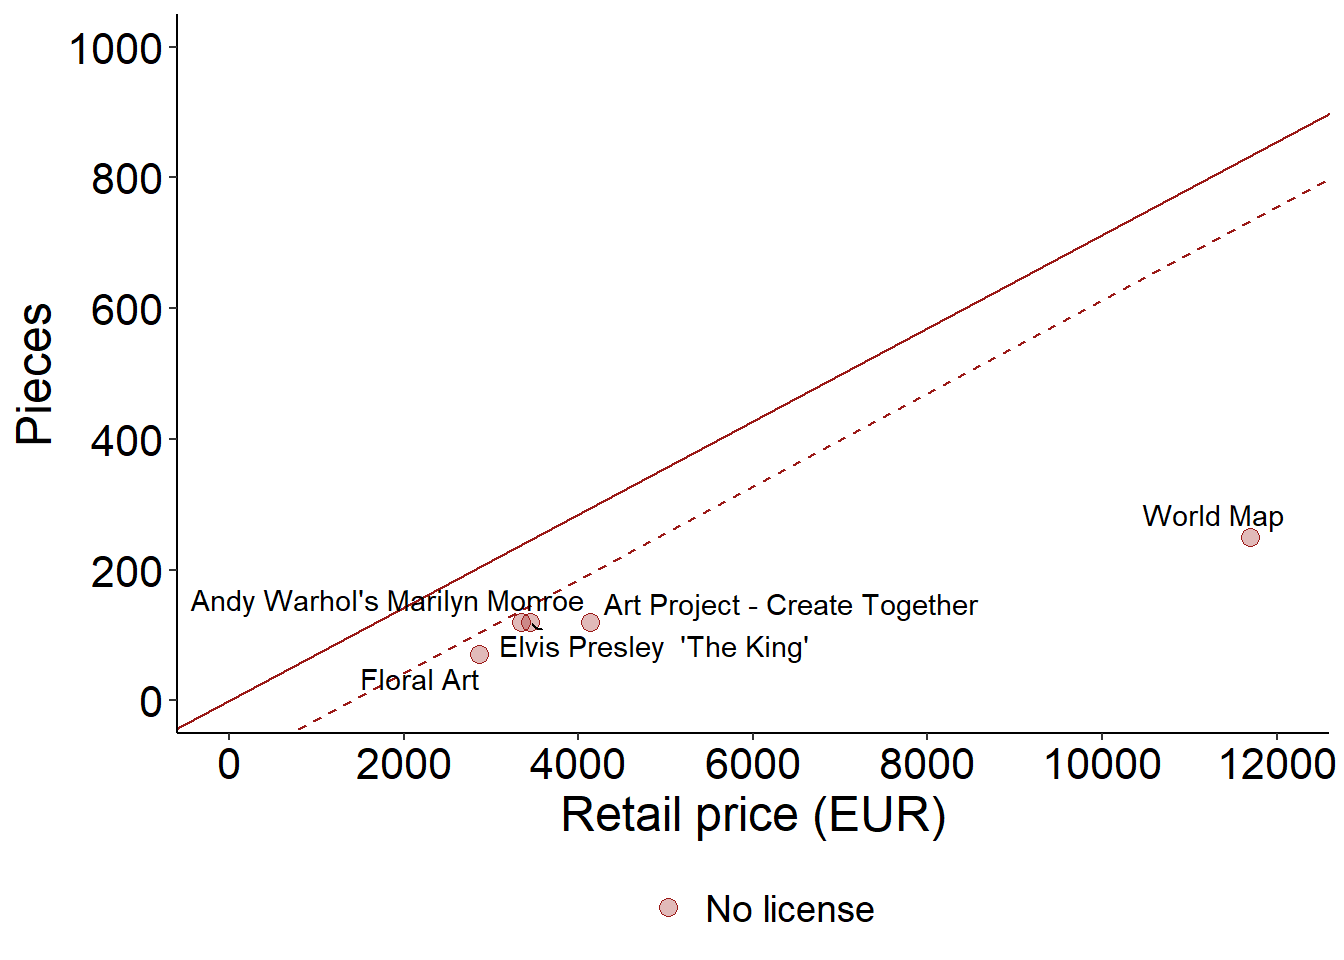 1000
800
600
400
200
0
Pieces
World Map
Andy Warhol's Marilyn Monroe
Art Project - Create Together
Elvis Presley  'The King'
Floral Art
0 2000 4000 6000 8000 10000 12000
Retail price (EUR)
No license